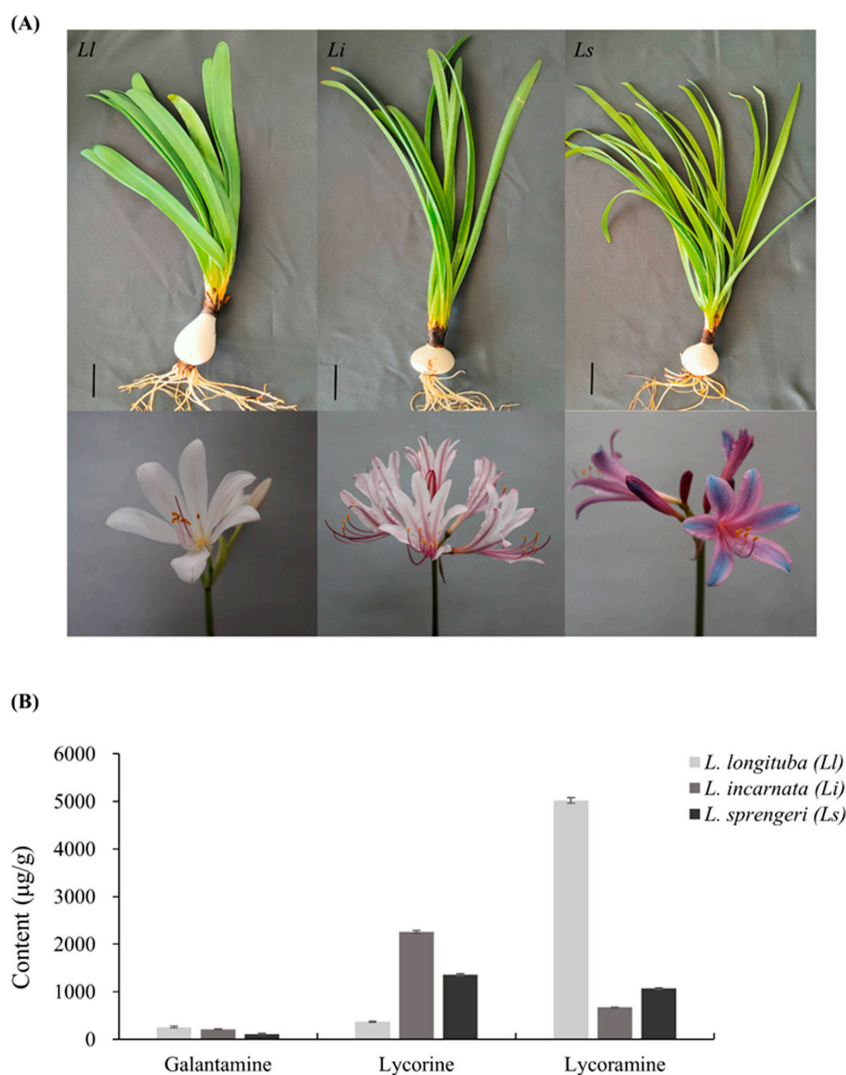 (A)
Ll
Li
Ls
(B)
6000
5000
4000
3000
2000
1000
0
Content (μg/g)
L. longituba (Ll)
L. incarnata (Li)
L. sprengeri (Ls)
Galantamine
Lycorine
Lycoramine